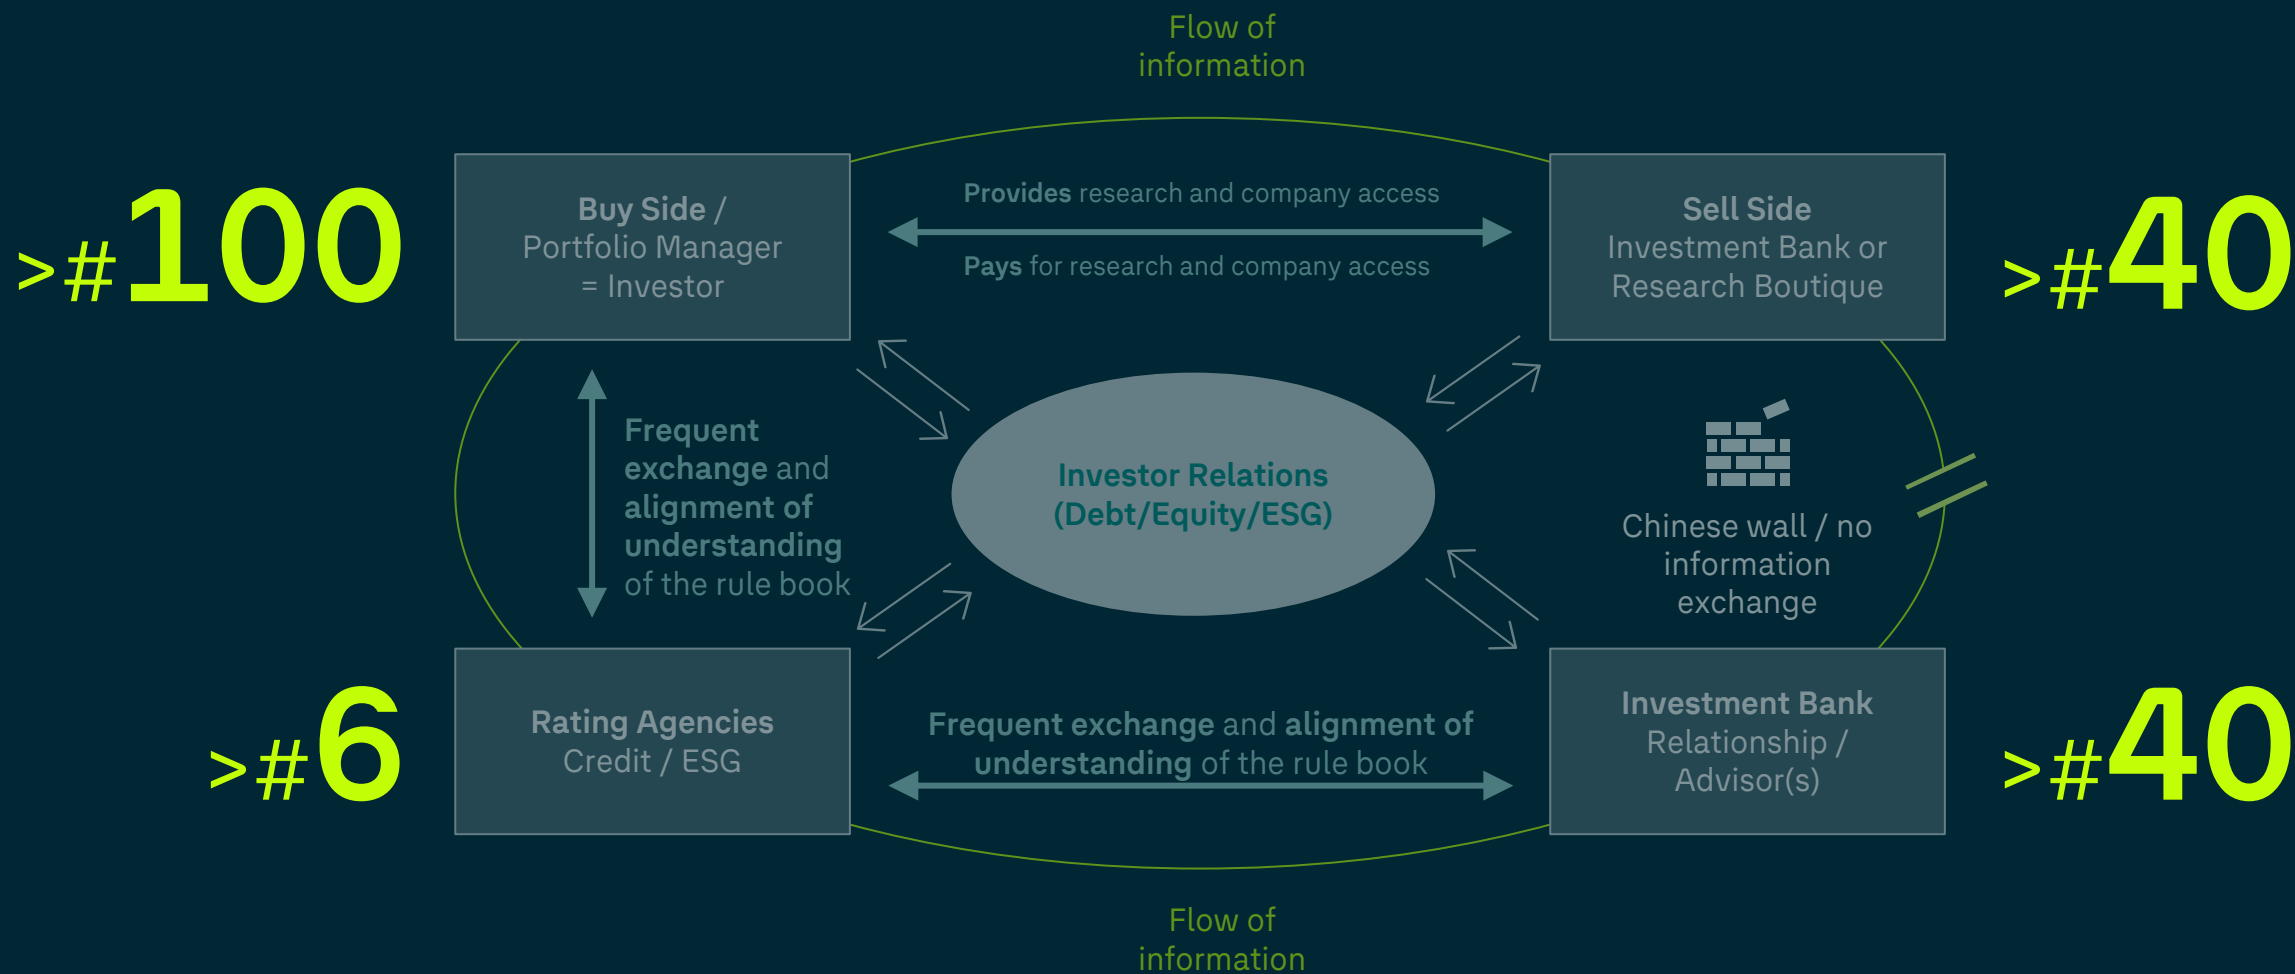 Flow of
information
>#100
Buy Side /
Portfolio Manager
= Investor
Provides research and company access
Pays for research and company access
Sell Side
Investment Bank or
Research Boutique
>#40
Frequent
exchange and
alignment of
understanding
of the rule book
Investor Relations
(Debt/Equity/ESG)
Chinese wall / no
information
exchange
>#6
Rating Agencies
Credit / ESG
Frequent exchange and alignment of
understanding of the rule book
Investment Bank
Relationship /
Advisor(s)
>#40
Flow of
information